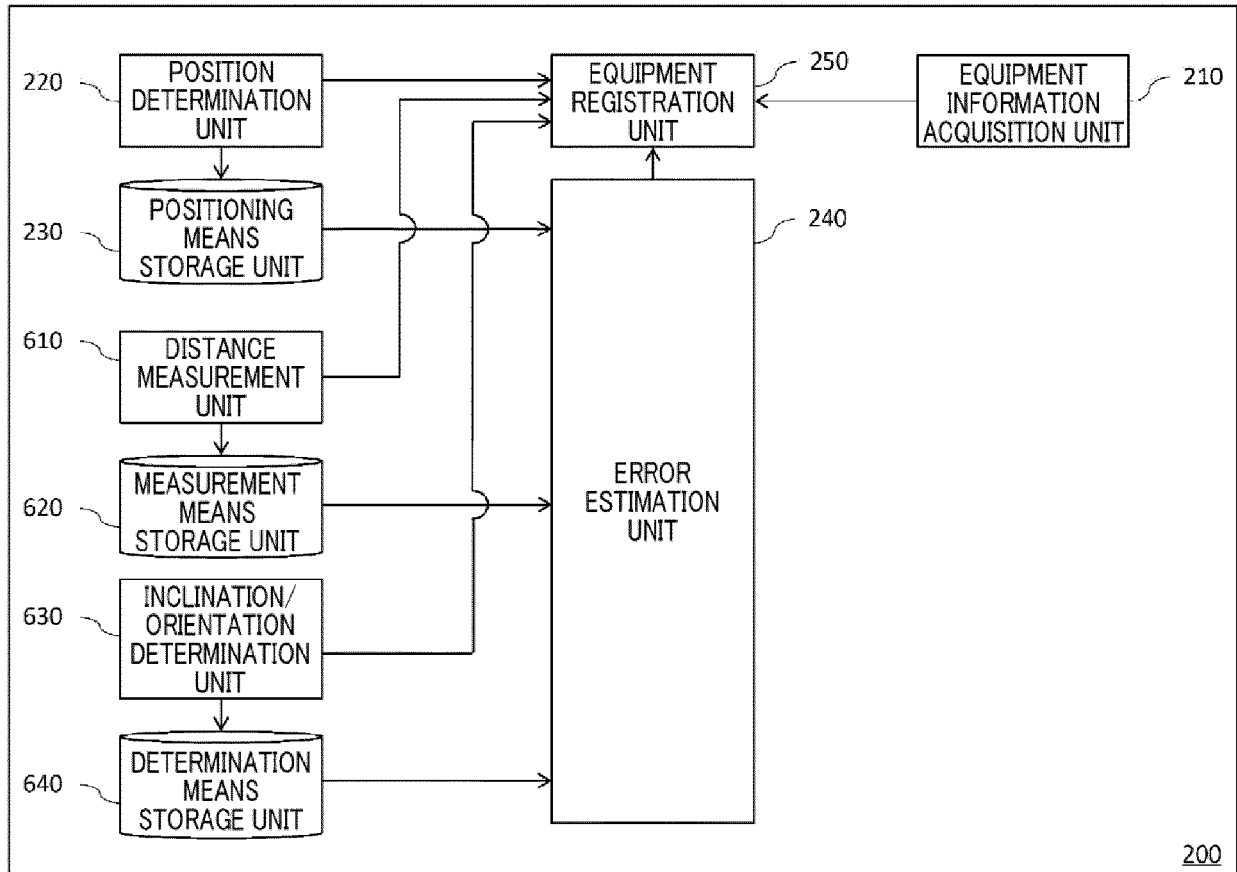 220
POSITION
DETERMINATION
UNIT
EQUIPMENT
REGISTRATION
UNIT
250
EQUIPMENT
INFORMATION
ACQUISITION UNIT
210
230
POSITIONING
MEANS
STORAGE UNIT
240
610
DISTANCE
MEASUREMENT
UNIT
620
MEASUREMENT
MEANS
STORAGE UNIT
ERROR
ESTIMATION
UNIT
630
INCLINATION/
ORIENTATION
DETERMINATION
UNIT
640
DETERMINATION
MEANS
STORAGE UNIT
200